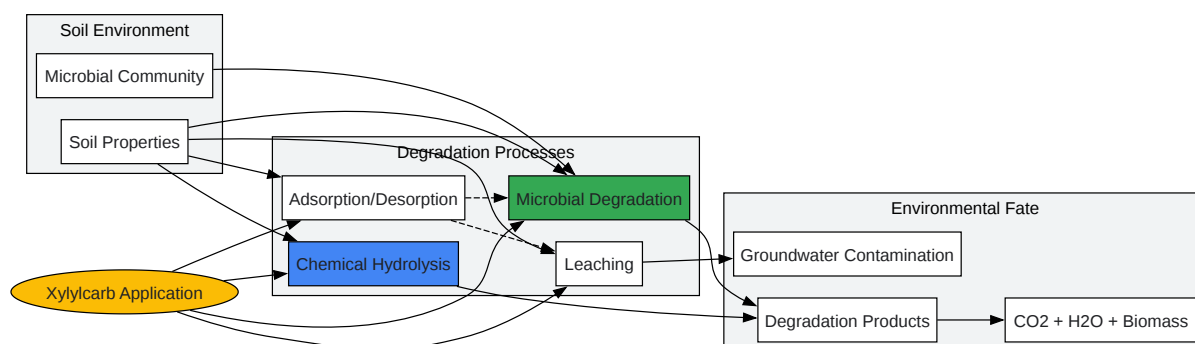 Soil Environment
Microbial Community
Soil Properties
Degradation Processes
Adsorption/Desorption
Microbial Degradation
Chemical Hydrolysis
Leaching
Xylylcarb Application
Environmental Fate
Groundwater Contamination
Degradation Products
CO2 + H2O + Biomass